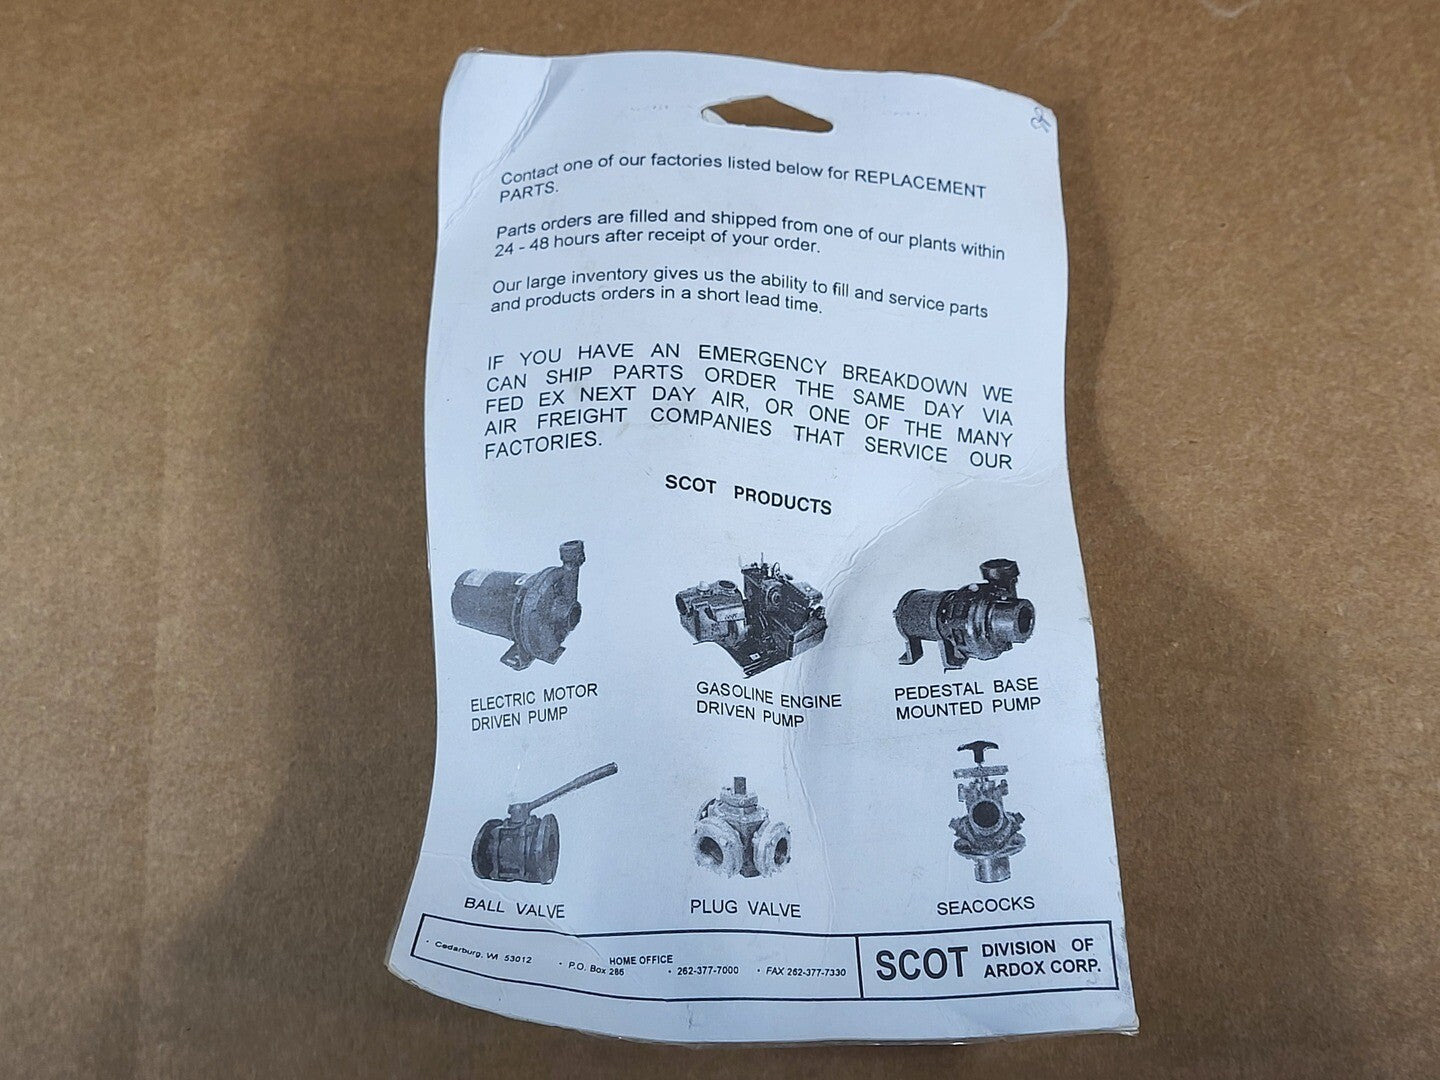 Contact one of our factories listed below for REPLACEMENT
PARTS.
Parts orders are filled and shipped from one of our plants within
24 - 48 hours after receipt of your order.
Our large inventory gives us the ability to fill and service parts
and products orders in a short lead time.
IF YOU HAVE AN EMERGENCY BREAKDOWN WE
CAN SHIP PARTS ORDER THE SAME DAY VIA
FED EX NEXT DAY AIR, OR ONE OF THE MANY
AIR FREIGHT COMPANIES THAT SERVICE OUR
FACTORIES.
SCOT PRODUCTS
ELECTRIC MOTOR
DRIVEN PUMP
GASOLINE ENGINE
DRIVEN PUMP
PEDESTAL BASE
MOUNTED PUMP
BALL VALVE
PLUG VALVE
SEACOCKS
HOME OFFICE
• Cedarburg, WI 53012 • P.O. Box 286 • 262-377-7000 • FAX 262-377-7330
SCOT
DIVISION OF
ARDOX CORP.